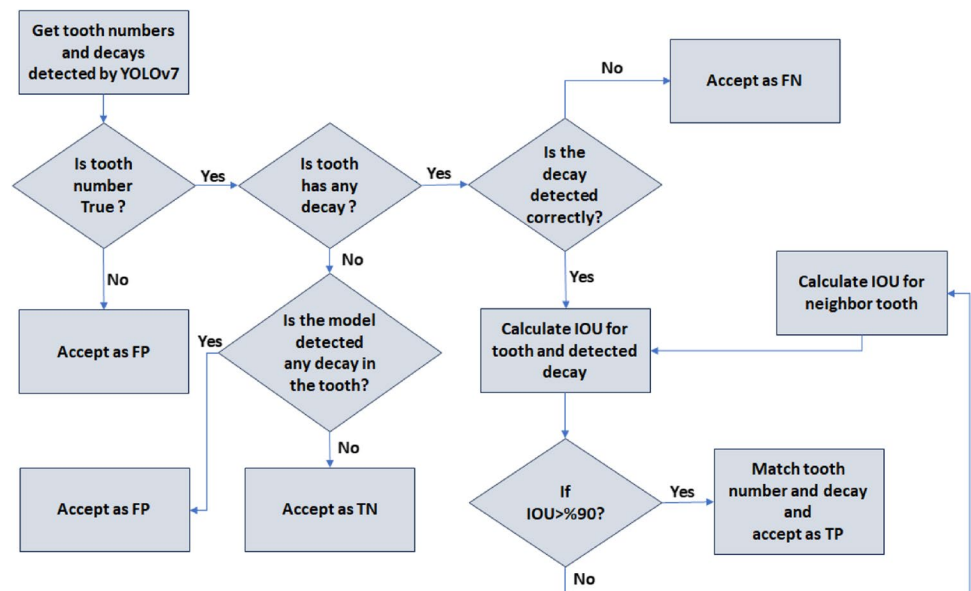 Get tooth numbers
and decays
detected by YOLOv7
No
Accept as FN
Is tooth
number
True ?
Yes
Is tooth
has any
decay ?
Yes
Is the
decay
detected
correctly?
No
No
Yes
Calculate IOU for
neighbor tooth
Accept as FP
Yes
Is the model
detected
any decay in
the tooth?
Calculate IOU for
tooth and detected
decay
No
Accept as FP
Accept as TN
If
IOU>%90?
Yes
Match tooth
number and decay
and
accept as TP
No